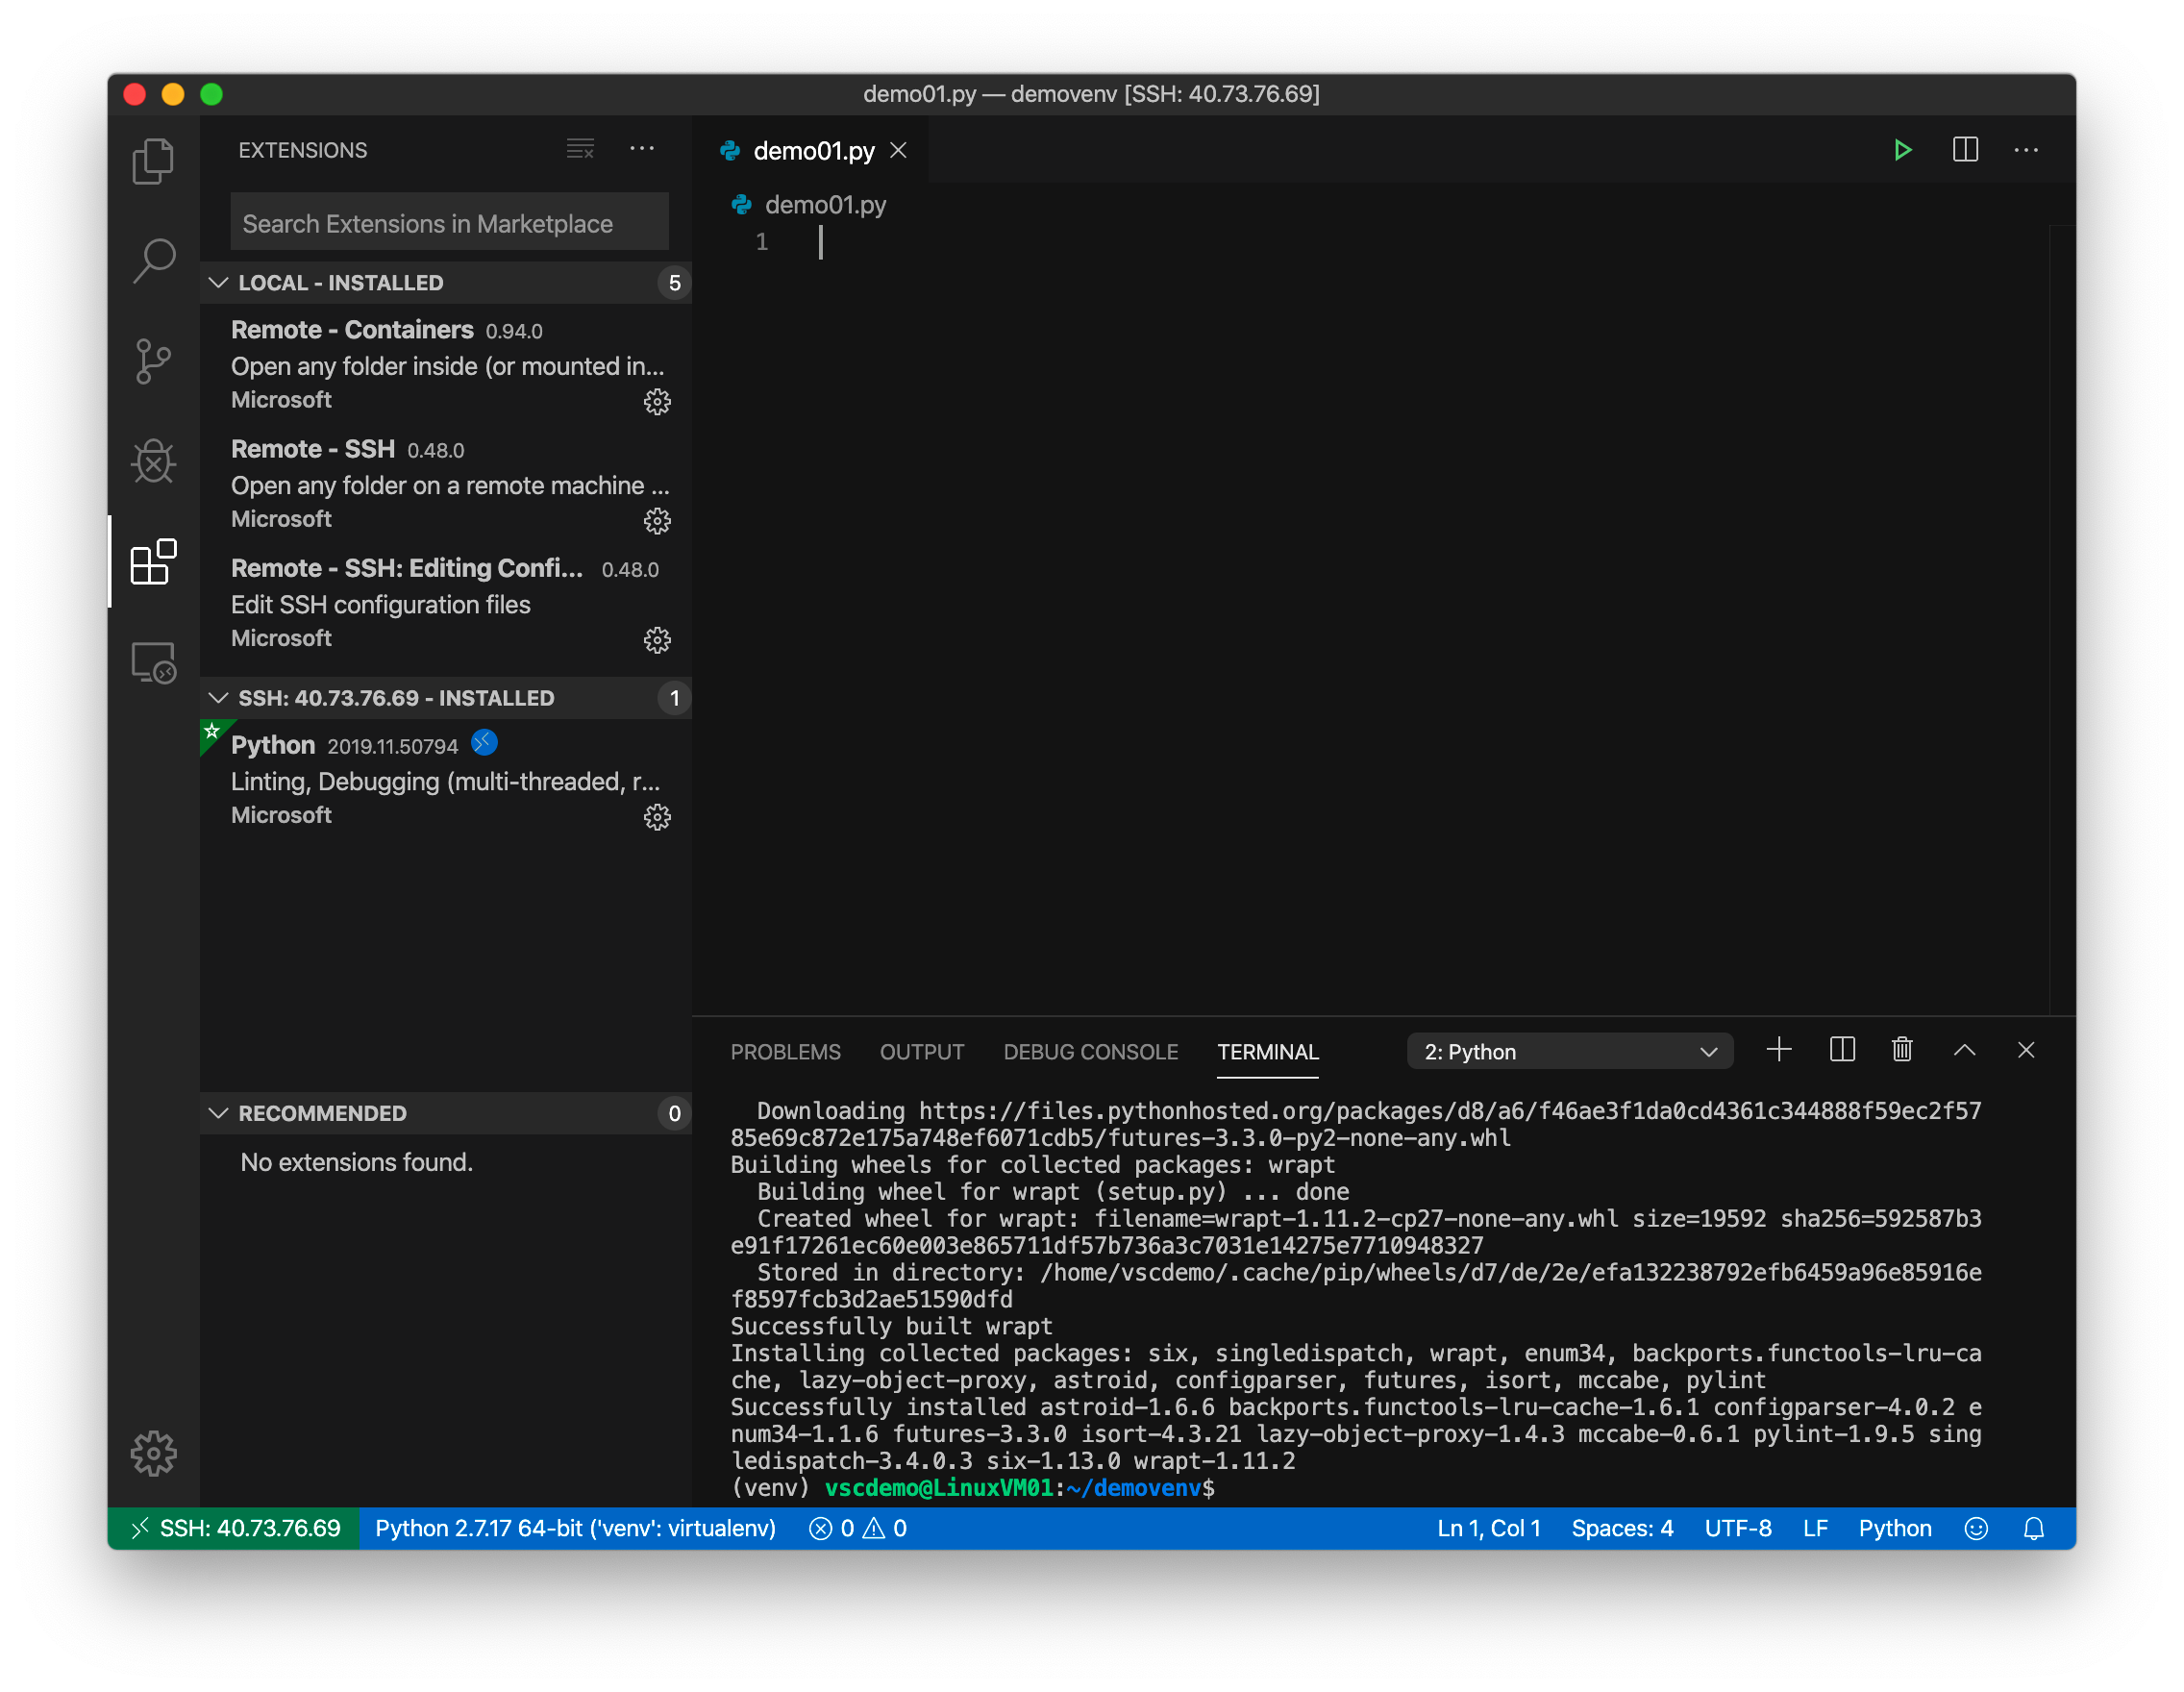 demo01.py — demovenv [SSH: 40.73.76.69]
EXTENSIONS
Search Extensions in Marketplace
LOCAL - INSTALLED 5
Remote - Containers 0.94.0
Open any folder inside (or mounted in...
Microsoft
Remote - SSH 0.48.0
Open any folder on a remote machine ...
Microsoft
Remote - SSH: Editing Confi... 0.48.0
Edit SSH configuration files
Microsoft
SSH: 40.73.76.69 - INSTALLED 1
Python 2019.11.50794
Linting, Debugging (multi-threaded, r...
Microsoft
RECOMMENDED 0
No extensions found.
demo01.py
demo01.py
1
PROBLEMS OUTPUT DEBUG CONSOLE TERMINAL 2: Python
Downloading https://files.pythonhosted.org/packages/d8/a6/f46ae3f1da0cd4361c344888f59ec2f57
85e69c872e175a748ef6071cdb5/futures-3.3.0-py2-none-any.whl
Building wheels for collected packages: wrapt
Building wheel for wrapt (setup.py) ... done
Created wheel for wrapt: filename=wrapt-1.11.2-cp27-none-any.whl size=19592 sha256=592587b3
e91f17261ec60e003e865711df57b736a3c7031e14275e7710948327
Stored in directory: /home/vscdemo/.cache/pip/wheels/d7/de/2e/efa132238792efb6459a96e85916e
f8597fcb3d2ae51590dfd
Successfully built wrapt
Installing collected packages: six, singledispatch, wrapt, enum34, backports.functools-lru-ca
che, lazy-object-proxy, astroid, configparser, futures, isort, mccabe, pylint
Successfully installed astroid-1.6.6 backports.functools-lru-cache-1.6.1 configparser-4.0.2 e
num34-1.1.6 futures-3.3.0 isort-4.3.21 lazy-object-proxy-1.4.3 mccabe-0.6.1 pylint-1.9.5 sing
ledispatch-3.4.0.3 six-1.13.0 wrapt-1.11.2
(venv) vscdemo@LinuxVM01:~/demovenv$
SSH: 40.73.76.69 Python 2.7.17 64-bit ('venv': virtualenv) 0 0 Ln 1, Col 1 Spaces: 4 UTF-8 LF Python